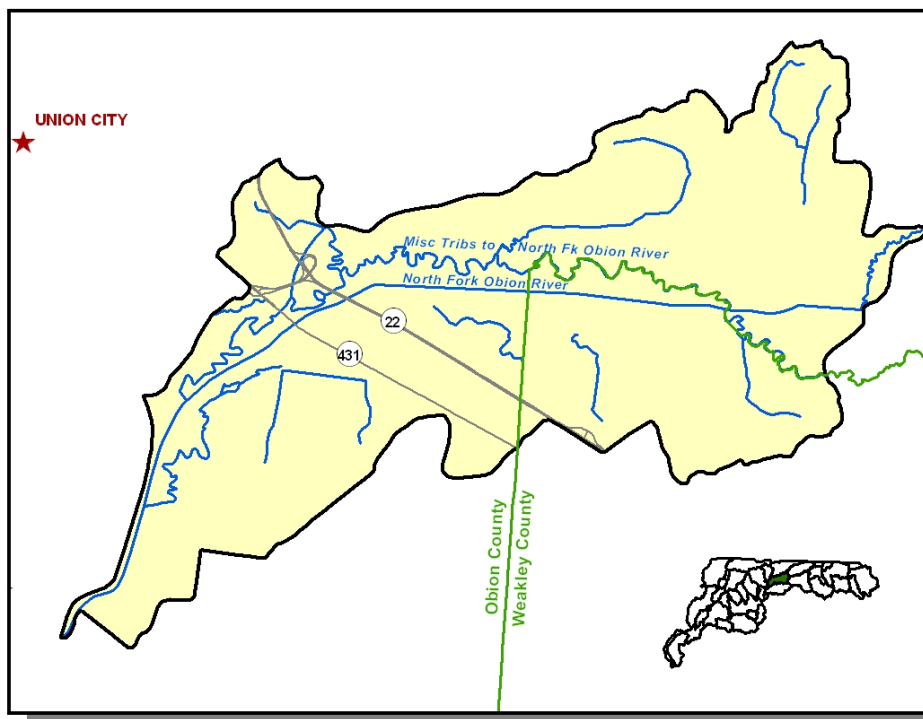 UNION CITY
Misc Tribs to North Fk Obion River
North Fork Obion River
22
431
Obion County
Weakley County